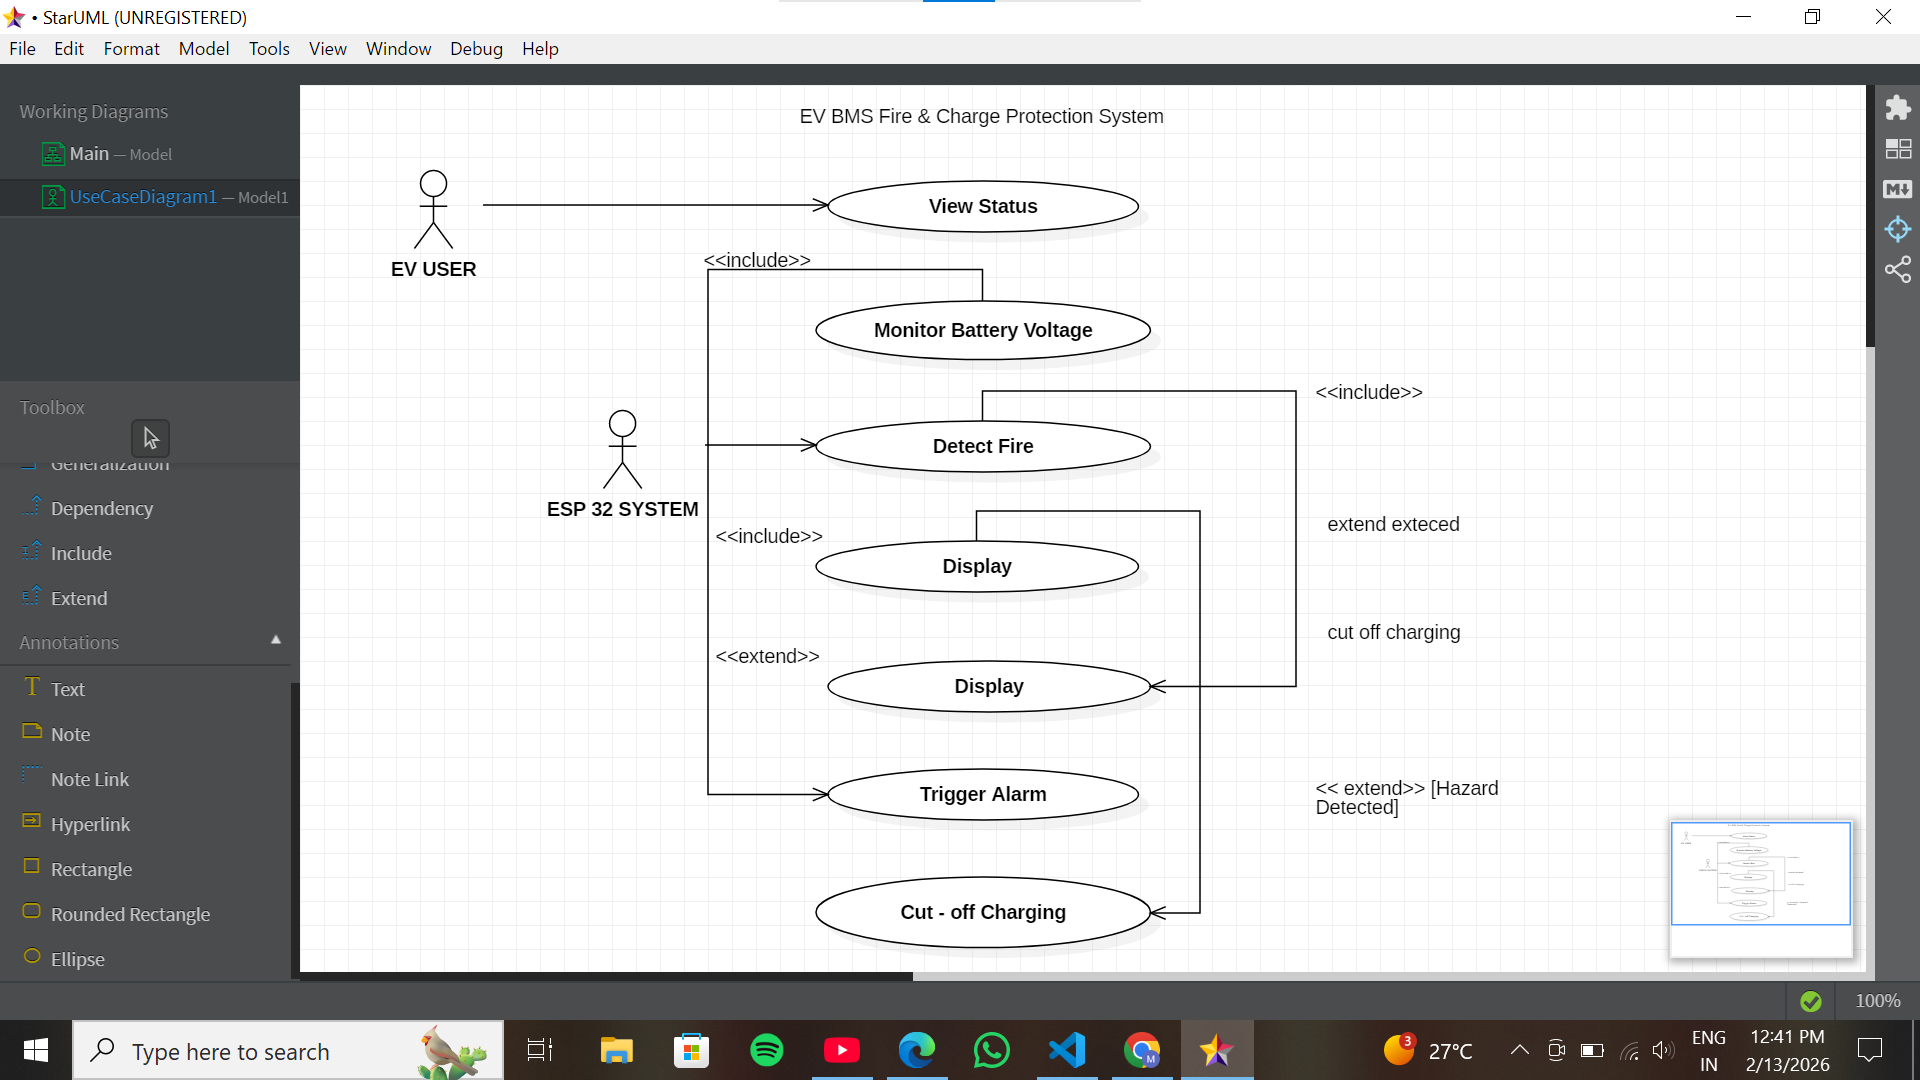 • StarUML (UNREGISTERED)
File Edit Format Model Tools View Window Debug Help
Working Diagrams
Main — Model
UseCaseDiagram1 — Model1
Toolbox
Generalization
Dependency
Include
Extend
Annotations
Text
Note
Note Link
Hyperlink
Rectangle
Rounded Rectangle
Ellipse
EV BMS Fire & Charge Protection System
EV USER
View Status
<<include>>
Monitor Battery Voltage
<<include>>
ESP 32 SYSTEM
Detect Fire
<<include>>
extend exteced
Display
cut off charging
<<extend>>
Display
<< extend>> [Hazard
Detected]
Trigger Alarm
Cut - off Charging
100%
Type here to search
M
3
27°C
ENG
IN
12:41 PM
2/13/2026